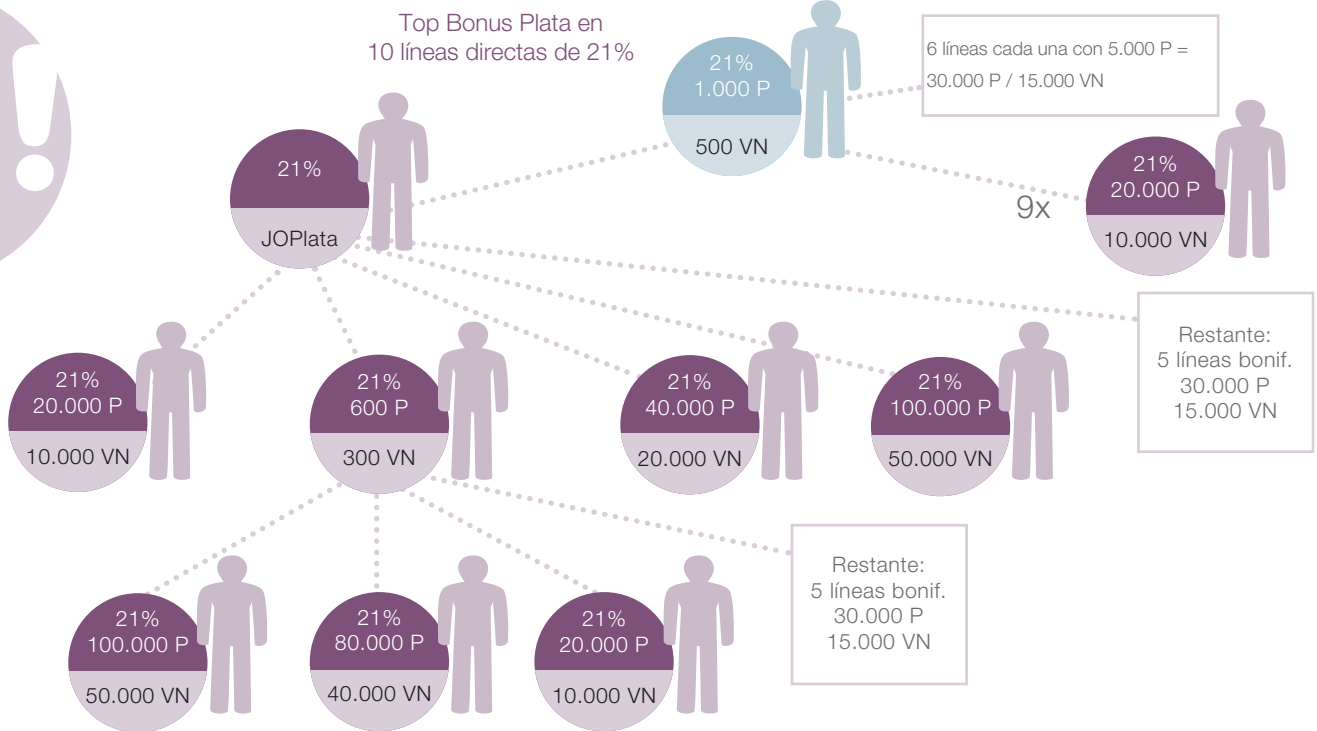 Top Bonus Plata en
10 líneas directas de 21%
21%
1.000 P
500 VN
6 líneas cada una con 5.000 P =
30.000 P / 15.000 VN
21%
JOPlata
9x
21%
20.000 P
10.000 VN
21%
20.000 P
10.000 VN
21%
600 P
300 VN
21%
40.000 P
20.000 VN
21%
100.000 P
50.000 VN
Restante:
5 líneas bonif.
30.000 P
15.000 VN
21%
100.000 P
50.000 VN
21%
80.000 P
40.000 VN
21%
20.000 P
10.000 VN
Restante:
5 líneas bonif.
30.000 P
15.000 VN